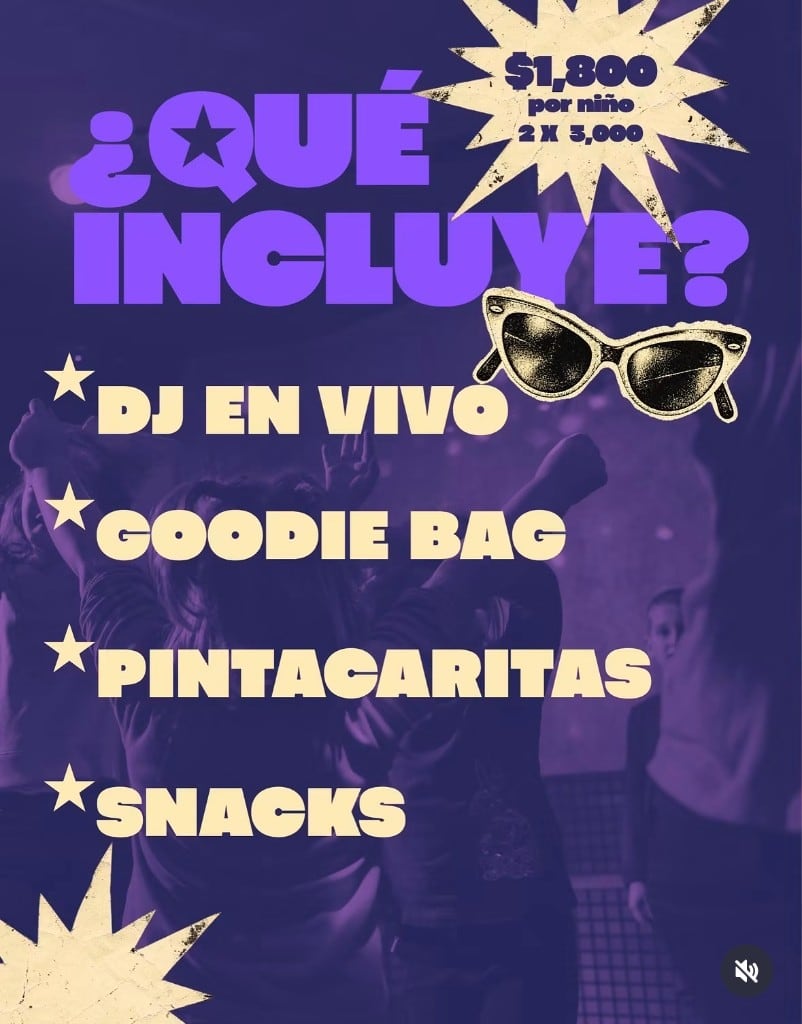 $1,800
por niño
2 X 3,000
¿QUÉ
INCLUYE?
DJ EN VIVO
GOODIE BAG
PINTACARITAS
SNACKS